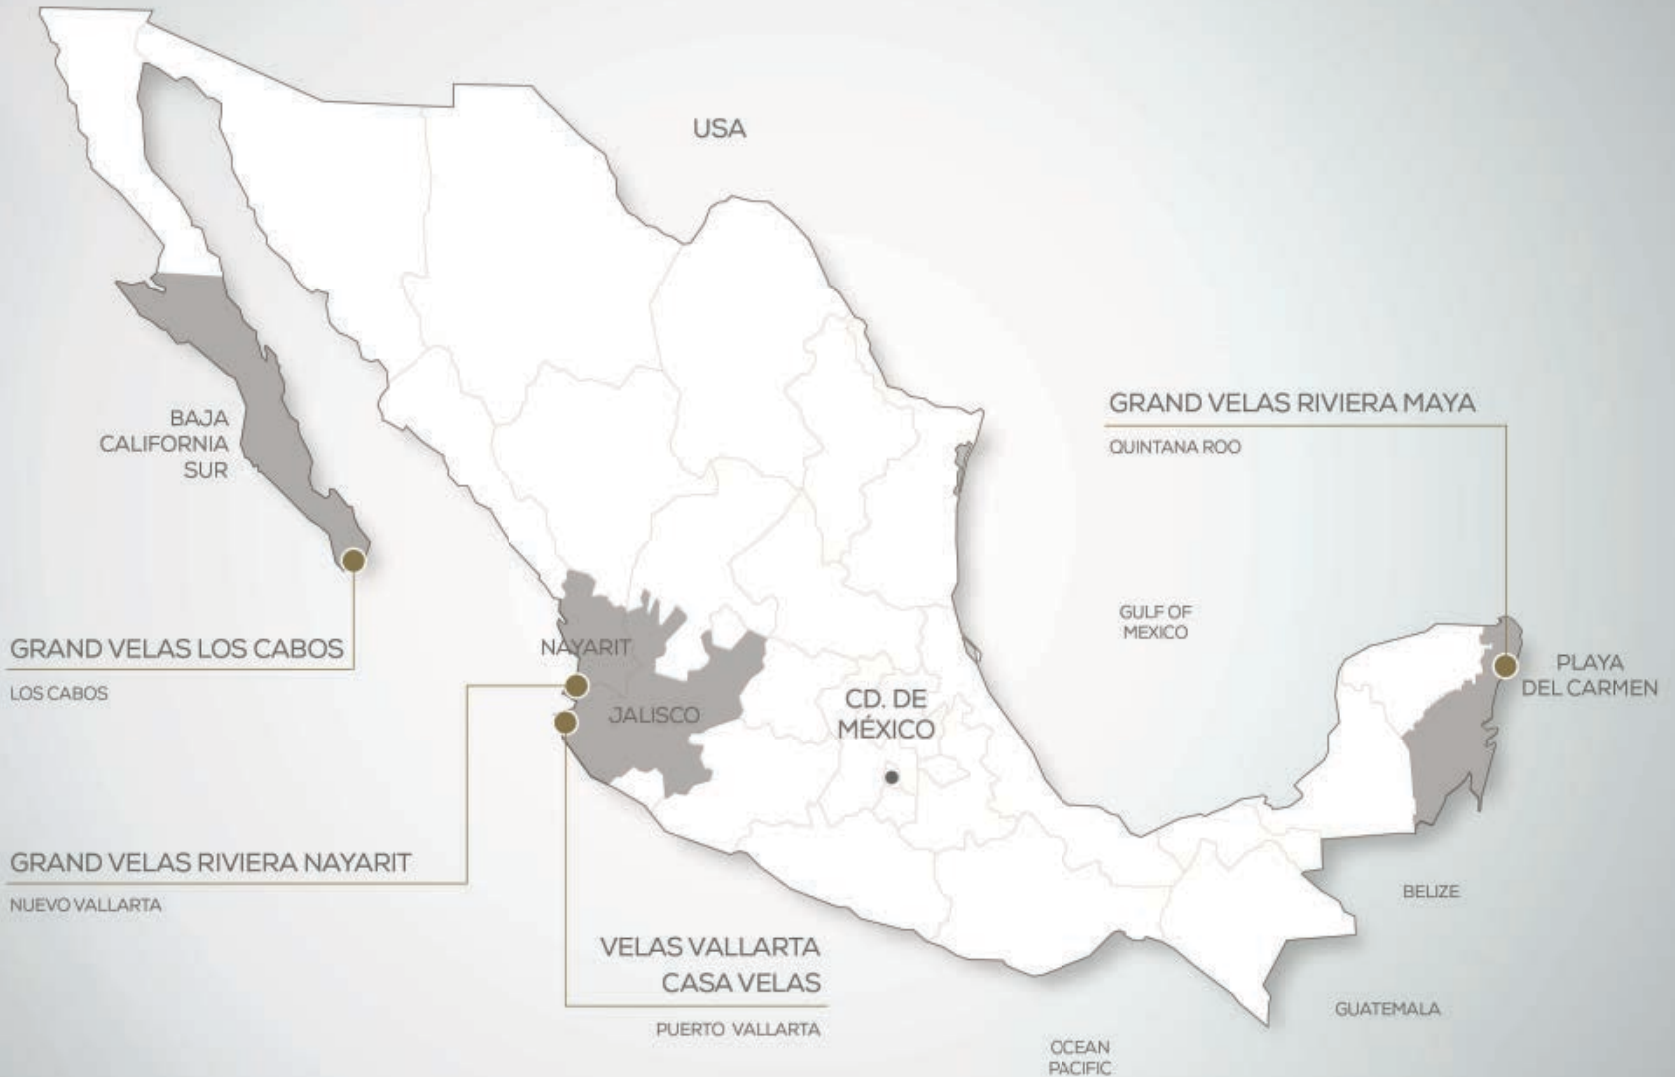 USA
BAJA
CALIFORNIA
SUR
GRAND VELAS RIVIERA MAYA
QUINTANA ROO
GULF OF
MEXICO
GRAND VELAS LOS CABOS
LOS CABOS
NAYARIT
JALISCO
CD. DE
MÉXICO
PLAYA
DEL CARMEN
GRAND VELAS RIVIERA NAYARIT
NUEVO VALLARTA
BELIZE
VELAS VALLARTA
CASA VELAS
PUERTO VALLARTA
GUATEMALA
OCEAN
PACIFIC